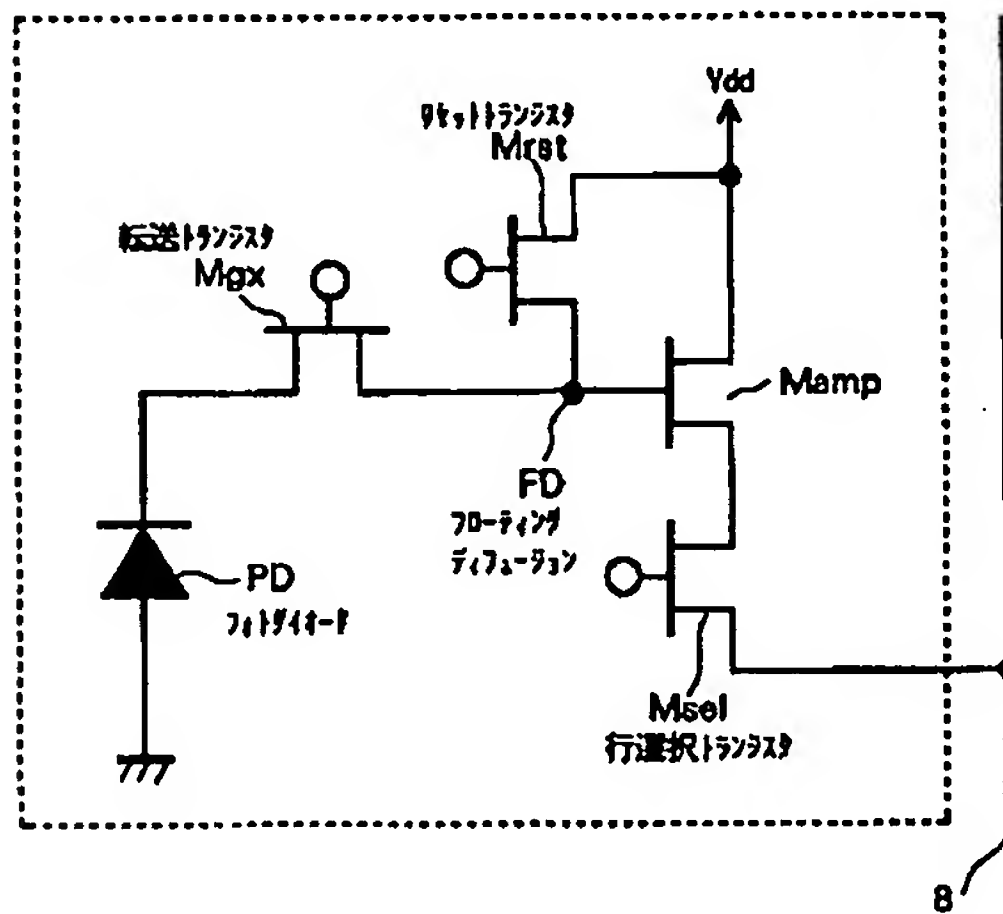 Vdd
リセットトランジスタ
Mrst
転送トランジスタ
Mgx
Mamp
FD
フローティング
ディフュージョン
PD
フォトダイオード
Msel
行選択トランジスタ
8